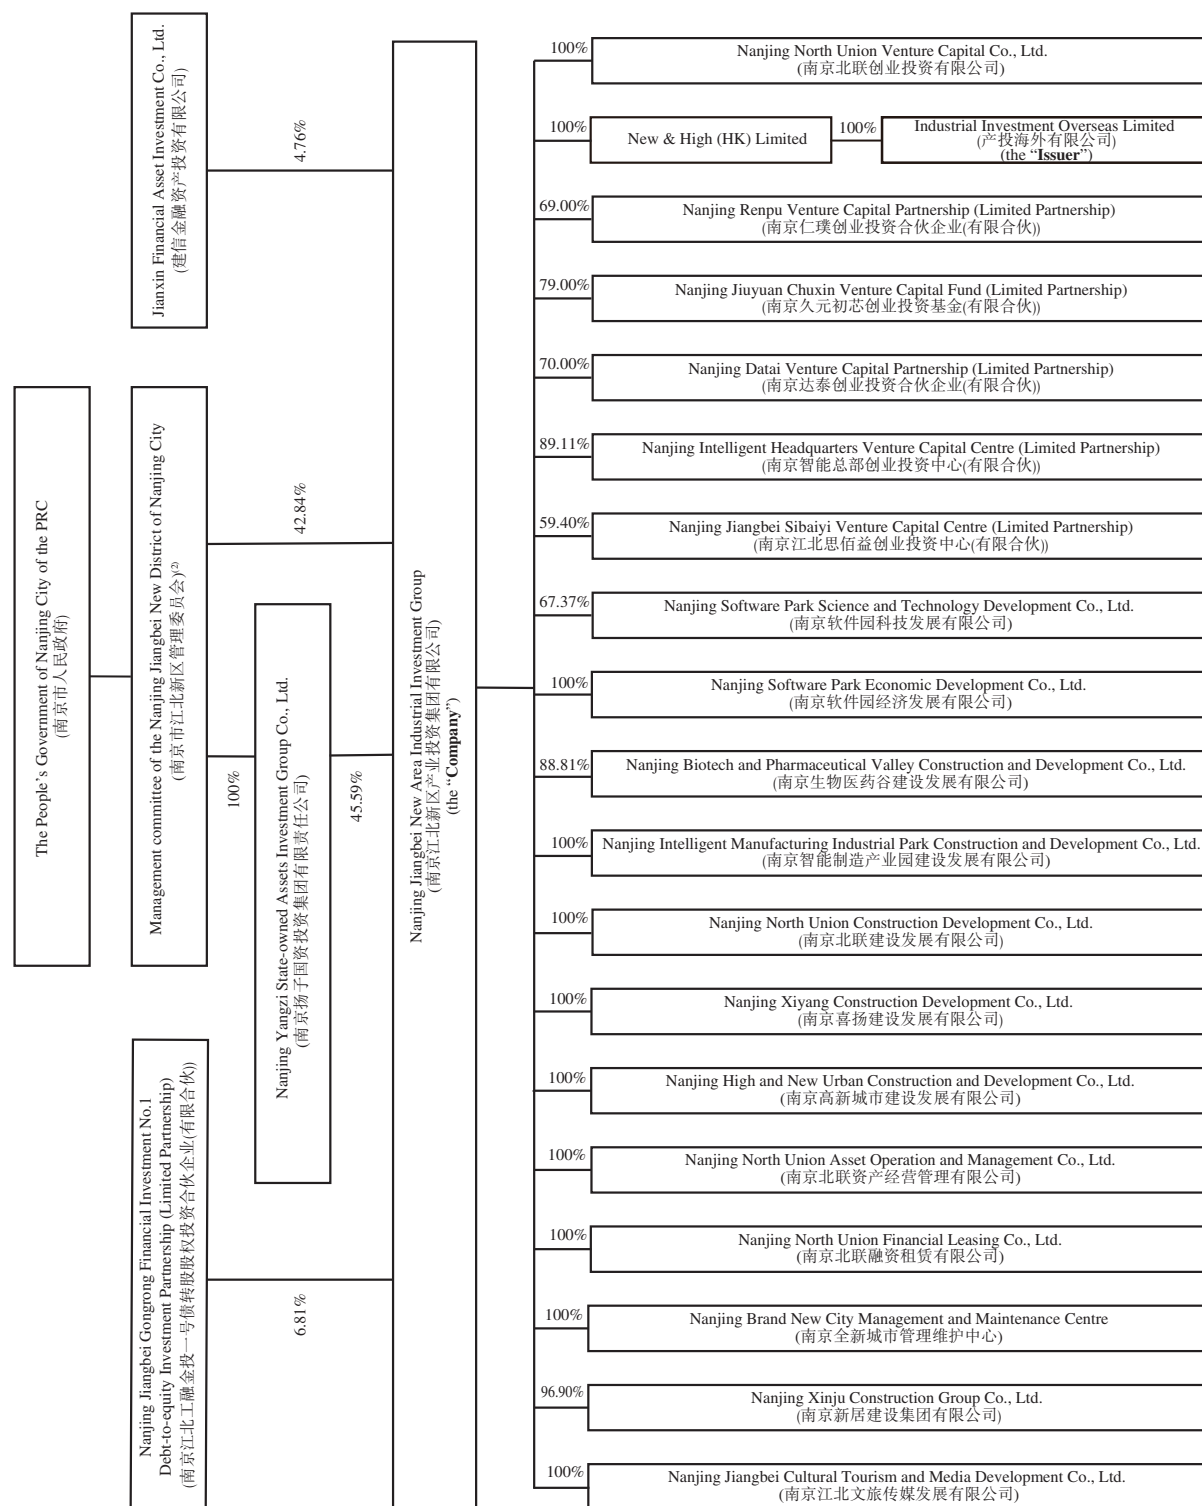 The People's Government of Nanjing City of the PRC
(南京市人民政府)
Jianxin Financial Asset Investment Co., Ltd.
(建信金融资产投资有限公司)
4.76%
Management committee of the Nanjing Jiangbei New District of Nanjing City
(南京市江北新区管理委员会)(2)
42.84%
100%
Nanjing Yangzi State-owned Assets Investment Group Co., Ltd.
(南京扬子国资投资集团有限责任公司)
45.59%
Nanjing Jiangbei Gongrong Financial Investment No.1
Debt-to-equity Investment Partnership (Limited Partnership)
(南京江北工融金投一号债转股股权投资合伙企业(有限合伙))
6.81%
Nanjing Jiangbei New Area Industrial Investment Group
(南京江北新区产业投资集团有限公司)
(the “Company”)
100%
Nanjing North Union Venture Capital Co., Ltd.
(南京北联创业投资有限公司)
100%
New & High (HK) Limited
100%
Industrial Investment Overseas Limited
(产投海外有限公司)
(the “Issuer”)
69.00%
Nanjing Renpu Venture Capital Partnership (Limited Partnership)
(南京仁璞创业投资合伙企业(有限合伙))
79.00%
Nanjing Jiuyuan Chuxin Venture Capital Fund (Limited Partnership)
(南京久元初芯创业投资基金(有限合伙))
70.00%
Nanjing Datai Venture Capital Partnership (Limited Partnership)
(南京达泰创业投资合伙企业(有限合伙))
89.11%
Nanjing Intelligent Headquarters Venture Capital Centre (Limited Partnership)
(南京智能总部创业投资中心(有限合伙))
59.40%
Nanjing Jiangbei Sibaiyi Venture Capital Centre (Limited Partnership)
(南京江北思佰益创业投资中心(有限合伙))
67.37%
Nanjing Software Park Science and Technology Development Co., Ltd.
(南京软件园科技发展有限公司)
100%
Nanjing Software Park Economic Development Co., Ltd.
(南京软件园经济发展有限公司)
88.81%
Nanjing Biotech and Pharmaceutical Valley Construction and Development Co., Ltd.
(南京生物医药谷建设发展有限公司)
100%
Nanjing Intelligent Manufacturing Industrial Park Construction and Development Co., Ltd.
(南京智能制造产业园建设发展有限公司)
100%
Nanjing North Union Construction Development Co., Ltd.
(南京北联建设发展有限公司)
100%
Nanjing Xiyang Construction Development Co., Ltd.
(南京喜扬建设发展有限公司)
100%
Nanjing High and New Urban Construction and Development Co., Ltd.
(南京高新城市建设发展有限公司)
100%
Nanjing North Union Asset Operation and Management Co., Ltd.
(南京北联资产经营管理有限公司)
100%
Nanjing North Union Financial Leasing Co., Ltd.
(南京北联融资租赁有限公司)
100%
Nanjing Brand New City Management and Maintenance Centre
(南京全新城市管理维护中心)
96.90%
Nanjing Xinju Construction Group Co., Ltd.
(南京新居建设集团有限公司)
100%
Nanjing Jiangbei Cultural Tourism and Media Development Co., Ltd.
(南京江北文旅传媒发展有限公司)